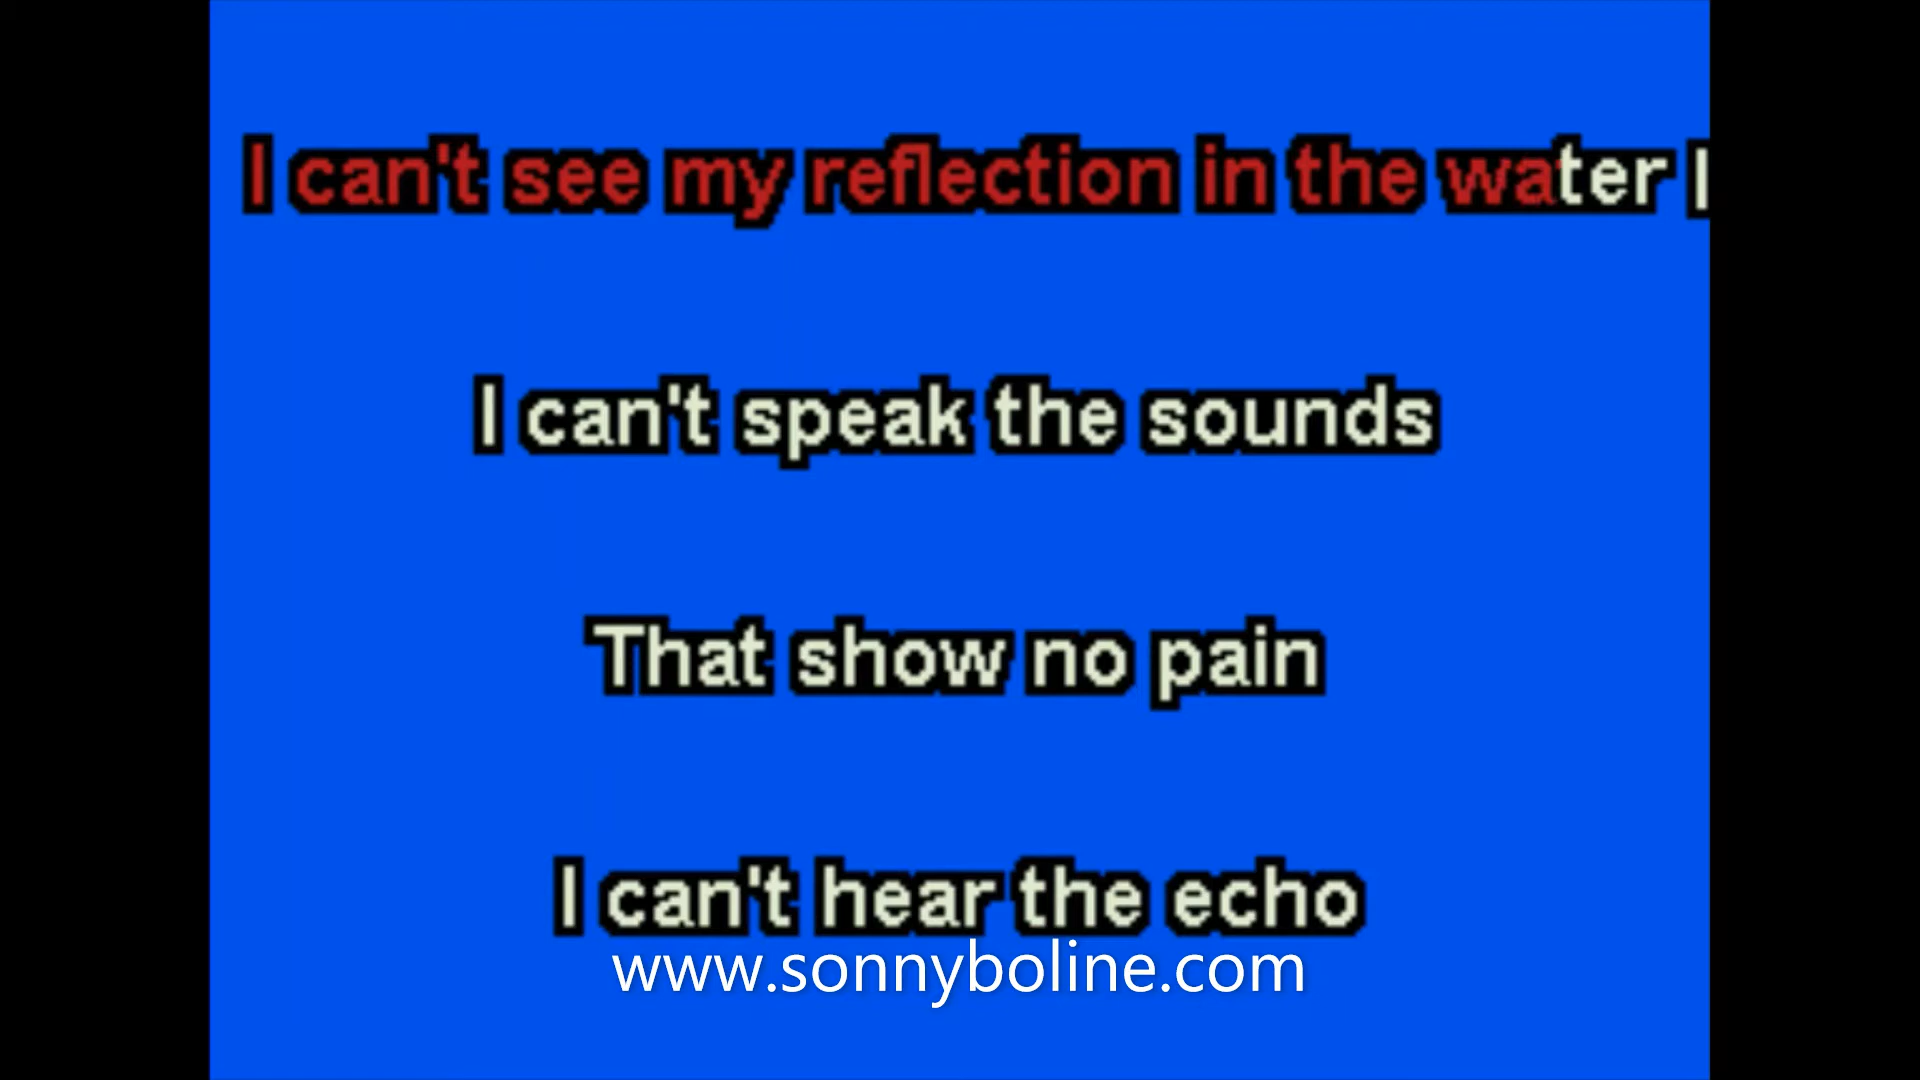 I can't see my reflection in the water
I can't speak the sounds
That show no pain
I can't hear the echo
www.sonnyboline.com